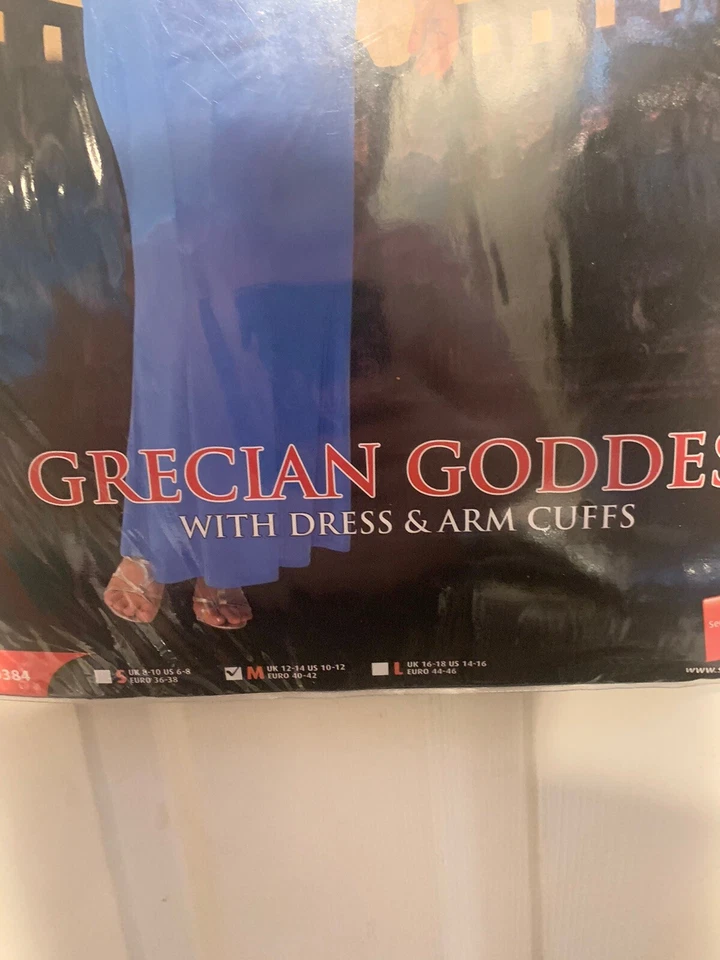 GRECIAN GODDES
WITH DRESS & ARM CUFFS
384
S UK 8-10 US 6-8
EURO 36-38
M UK 12-14 US 10-12
EURO 40-42
L UK 16-18 US 14-16
EURO 44-46
se
www.s